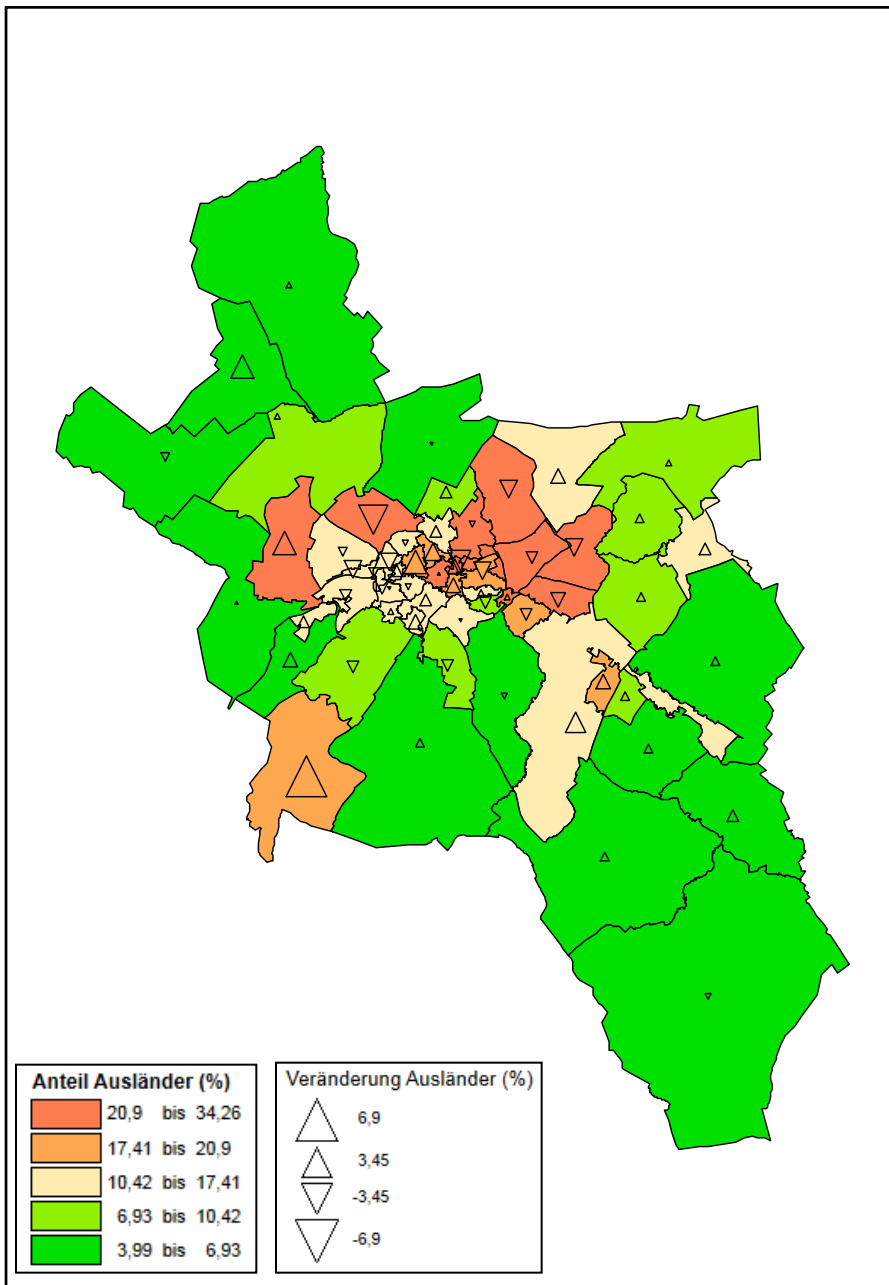 Anteil Ausländer (%)
20,9 bis 34,26
17,41 bis 20,9
10,42 bis 17,41
6,93 bis 10,42
3,99 bis 6,93
Veränderung Ausländer (%)
6,9
3,45
-3,45
-6,9